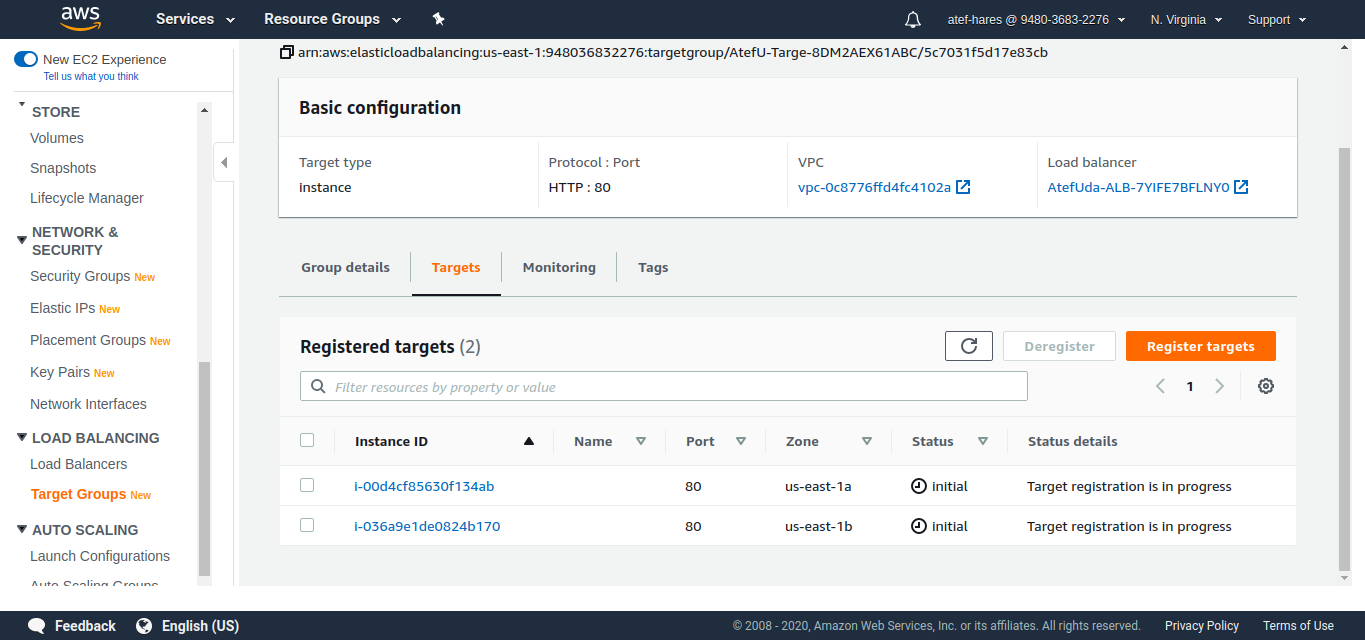 aws Services Resource Groups atef-hares @ 9480-3683-2276 N. Virginia Support
New EC2 Experience
Tell us what you think
STORE
Volumes
Snapshots
Lifecycle Manager
NETWORK &
SECURITY
Security Groups New
Elastic IPs New
Placement Groups New
Key Pairs New
Network Interfaces
LOAD BALANCING
Load Balancers
Target Groups New
AUTO SCALING
Launch Configurations
Auto Scaling Groups
arn:aws:elasticloadbalancing:us-east-1:948036832276:targetgroup/AtefU-Targe-8DM2AEX61ABC/5c7031f5d17e83cb
Basic configuration
Target type Protocol : Port VPC Load balancer
instance HTTP : 80 vpc-0c8776ffd4fc4102a AtefUda-ALB-7YIFE7BFLNY0
Group details Targets Monitoring Tags
Registered targets (2) Deregister Register targets
Filter resources by property or value 1
Instance ID Name Port Zone Status Status details
i-00d4cf85630f134ab 80 us-east-1a initial Target registration is in progress
i-036a9e1de0824b170 80 us-east-1b initial Target registration is in progress
Feedback English (US) © 2008 - 2020, Amazon Web Services, Inc. or its affiliates. All rights reserved. Privacy Policy Terms of Use